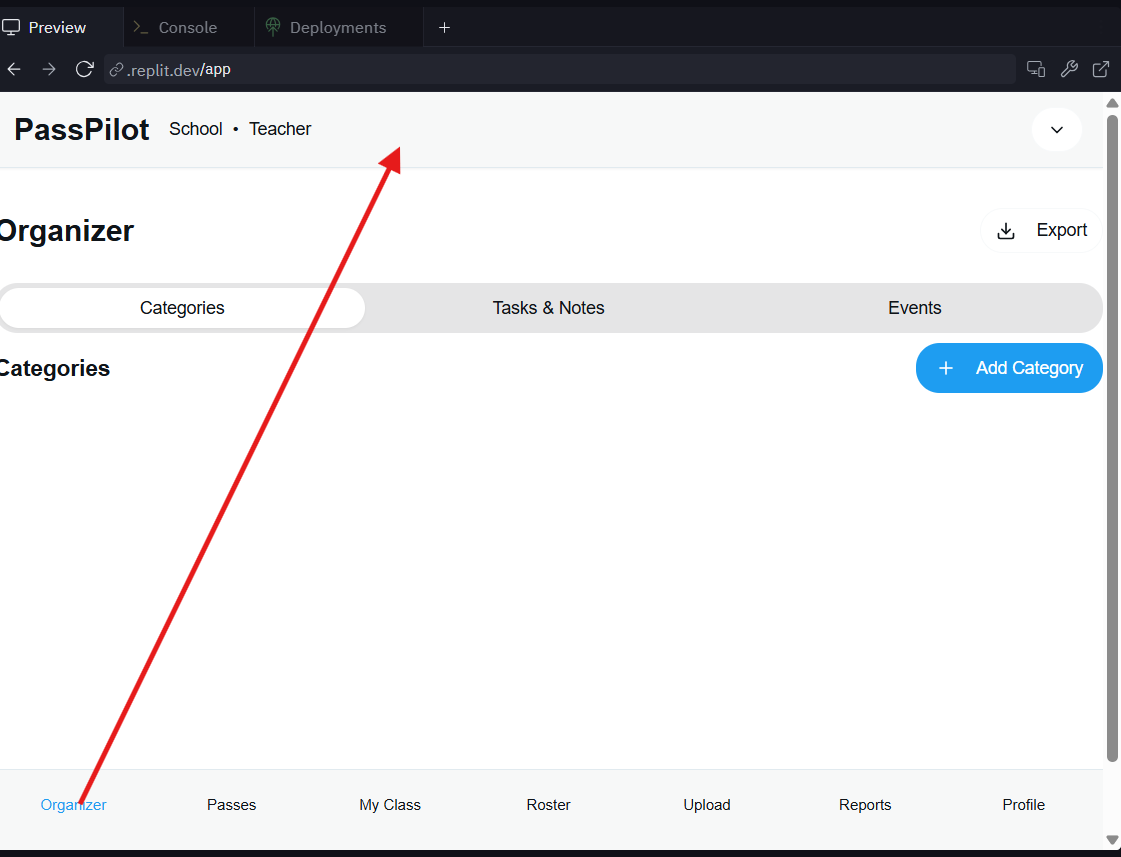 Preview Console Deployments
.replit.dev/app
PassPilot School • Teacher
Organizer Export
Categories Tasks & Notes Events
Categories Add Category
Organizer Passes My Class Roster Upload Reports Profile